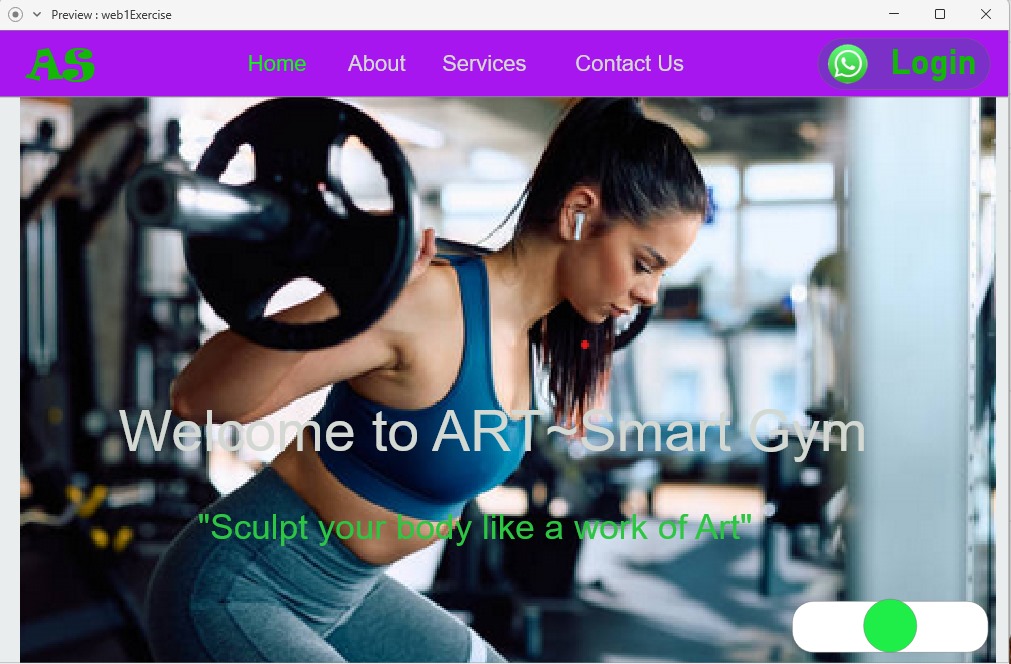 Preview : web1Exercise
AS
Home About Services Contact Us
Login
Welcome to ART~Smart Gym
"Sculpt your body like a work of Art"